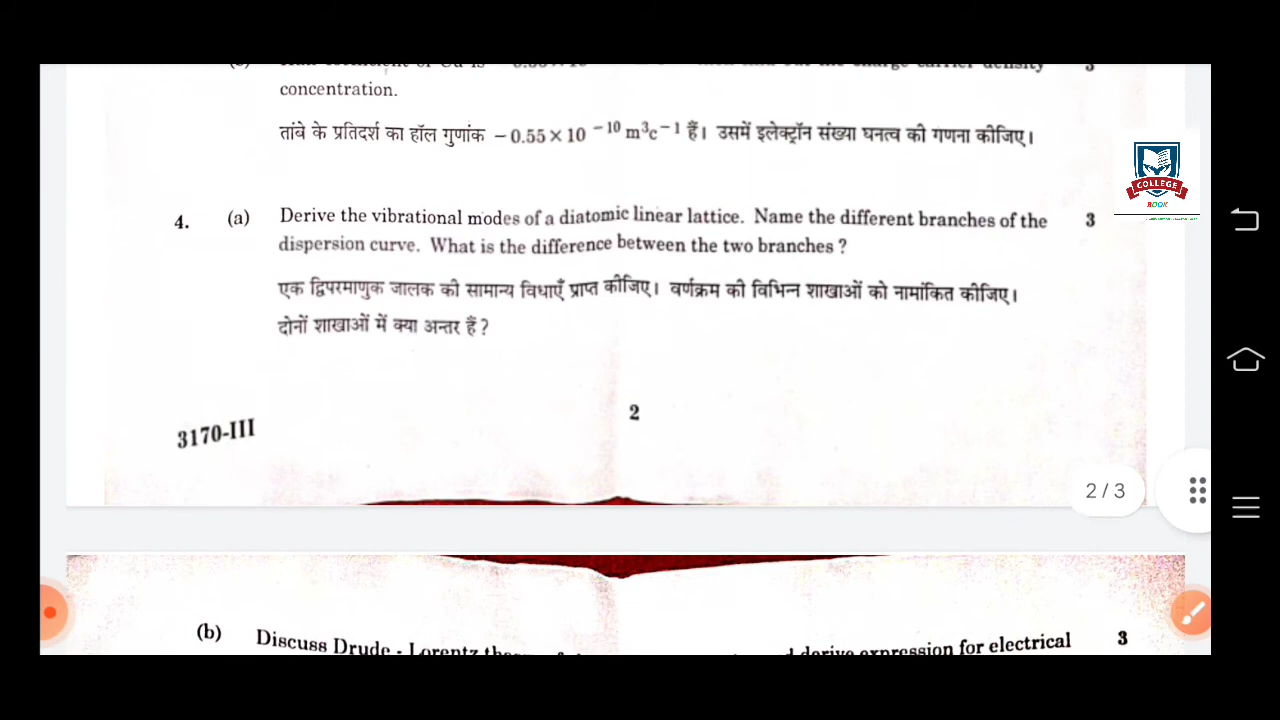 concentration.
तांबे के प्रतिदर्श का हॉल गुणांक − 0.55 × 10 ⁻¹⁰ m³c⁻¹ हैं। उसमें इलेक्ट्रॉन संख्या घनत्व की गणना कीजिए।
COLLEGE
ROOK
4. (a) Derive the vibrational modes of a diatomic linear lattice. Name the different branches of the 3
dispersion curve. What is the difference between the two branches ?
एक द्विपरमाणुक जालक की सामान्य विधाएँ प्राप्त कीजिए। वर्णक्रम की विभिन्न शाखाओं को नामांकित कीजिए।
दोनों शाखाओं में क्या अन्तर हैं ?
2
3170-III
2 / 3
(b) Discuss Drude - Lorentz derive expression for electrical 3